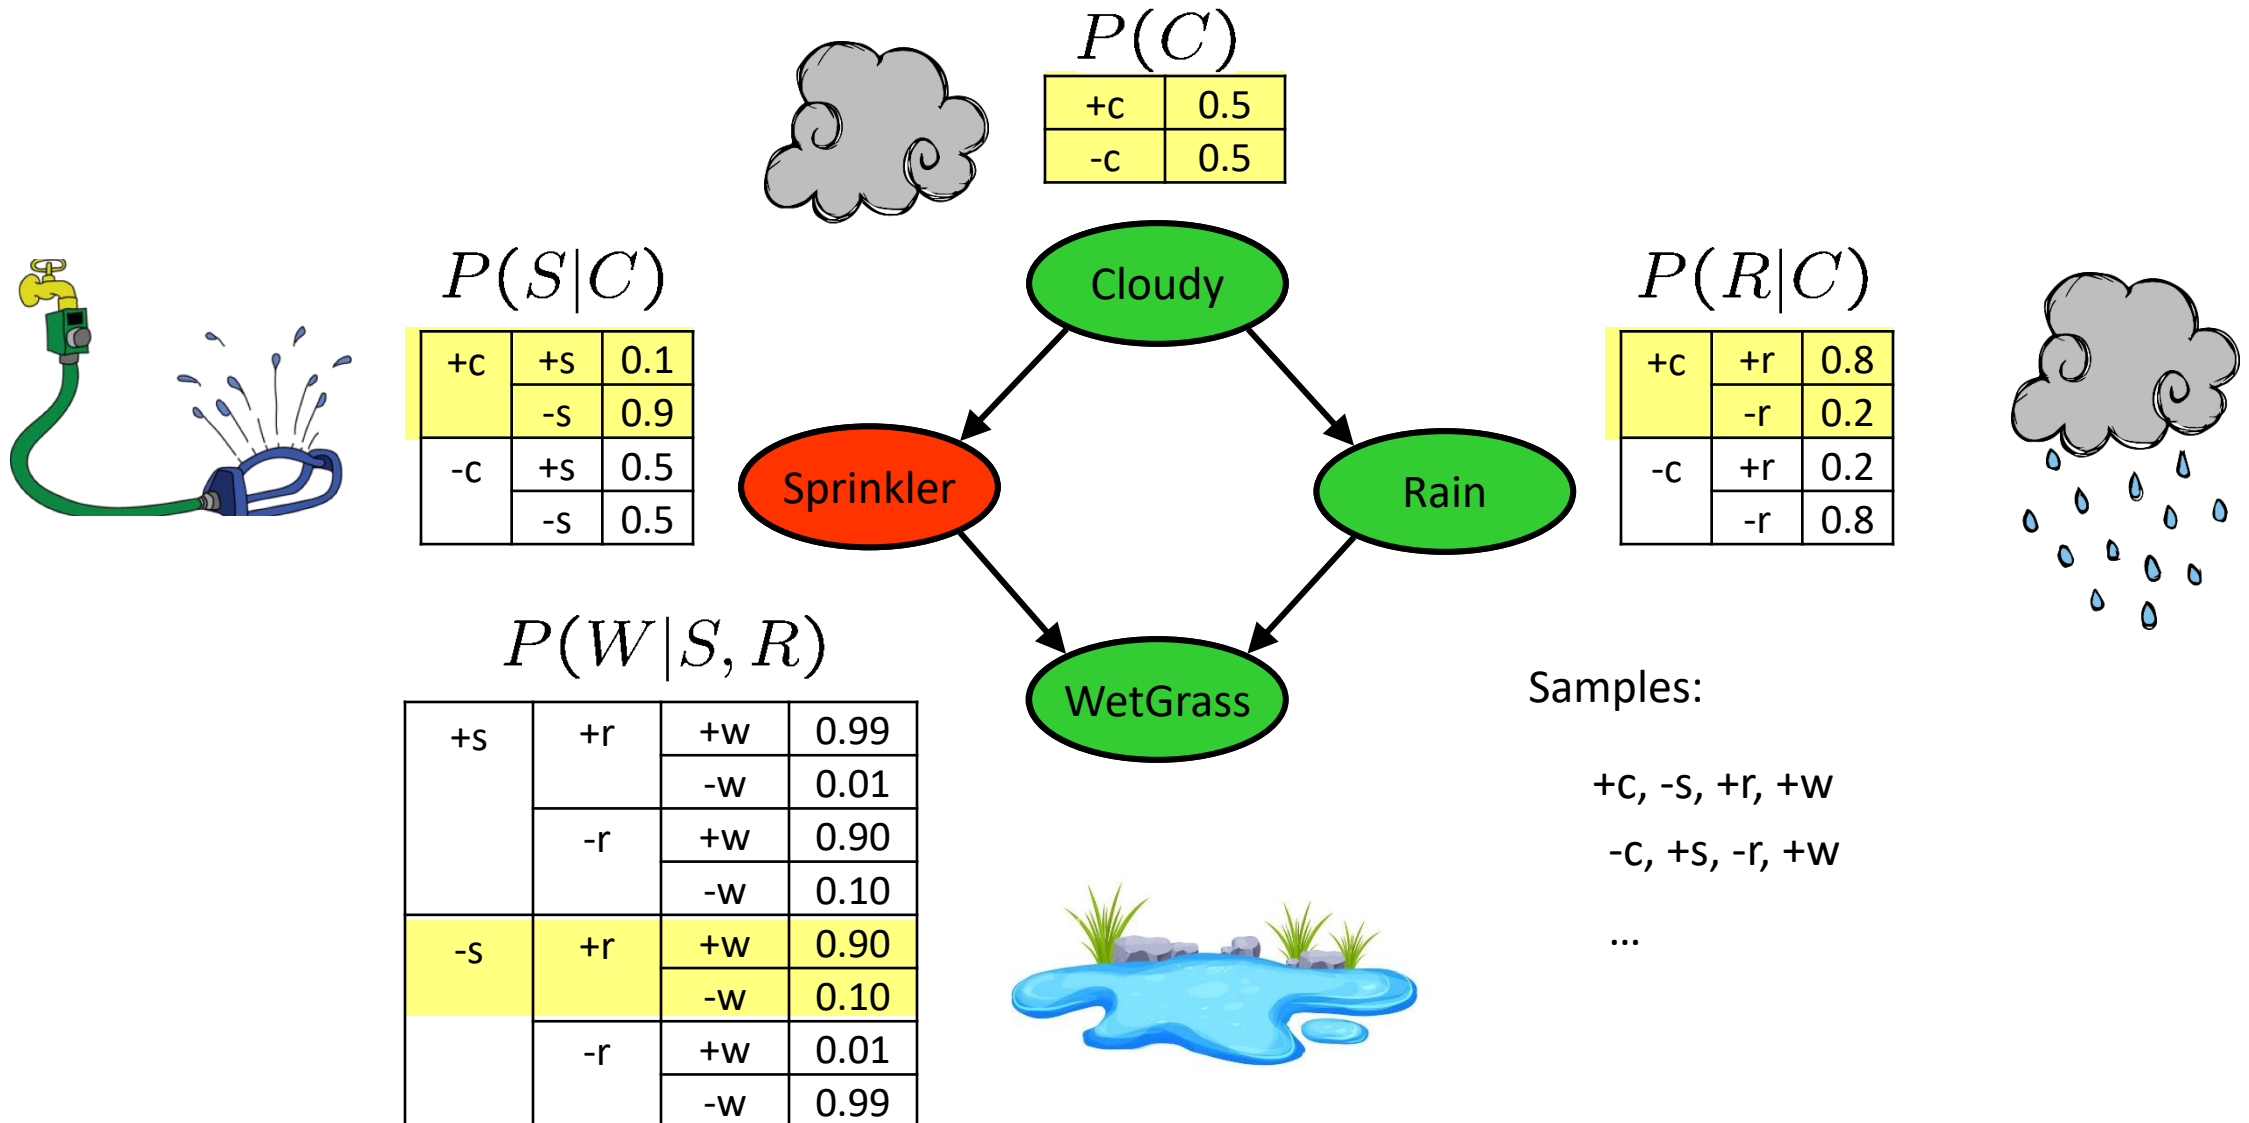 P(C)
+c 0.5
-c 0.5
P(S|C)
+c +s 0.1
-s 0.9
-c +s 0.5
-s 0.5
Cloudy
P(R|C)
+c +r 0.8
-r 0.2
-c +r 0.2
-r 0.8
Sprinkler
Rain
P(W|S, R)
+s +r +w 0.99
-w 0.01
-r +w 0.90
-w 0.10
-s +r +w 0.90
-w 0.10
-r +w 0.01
-w 0.99
WetGrass
Samples:
+c, -s, +r, +w
-c, +s, -r, +w
...